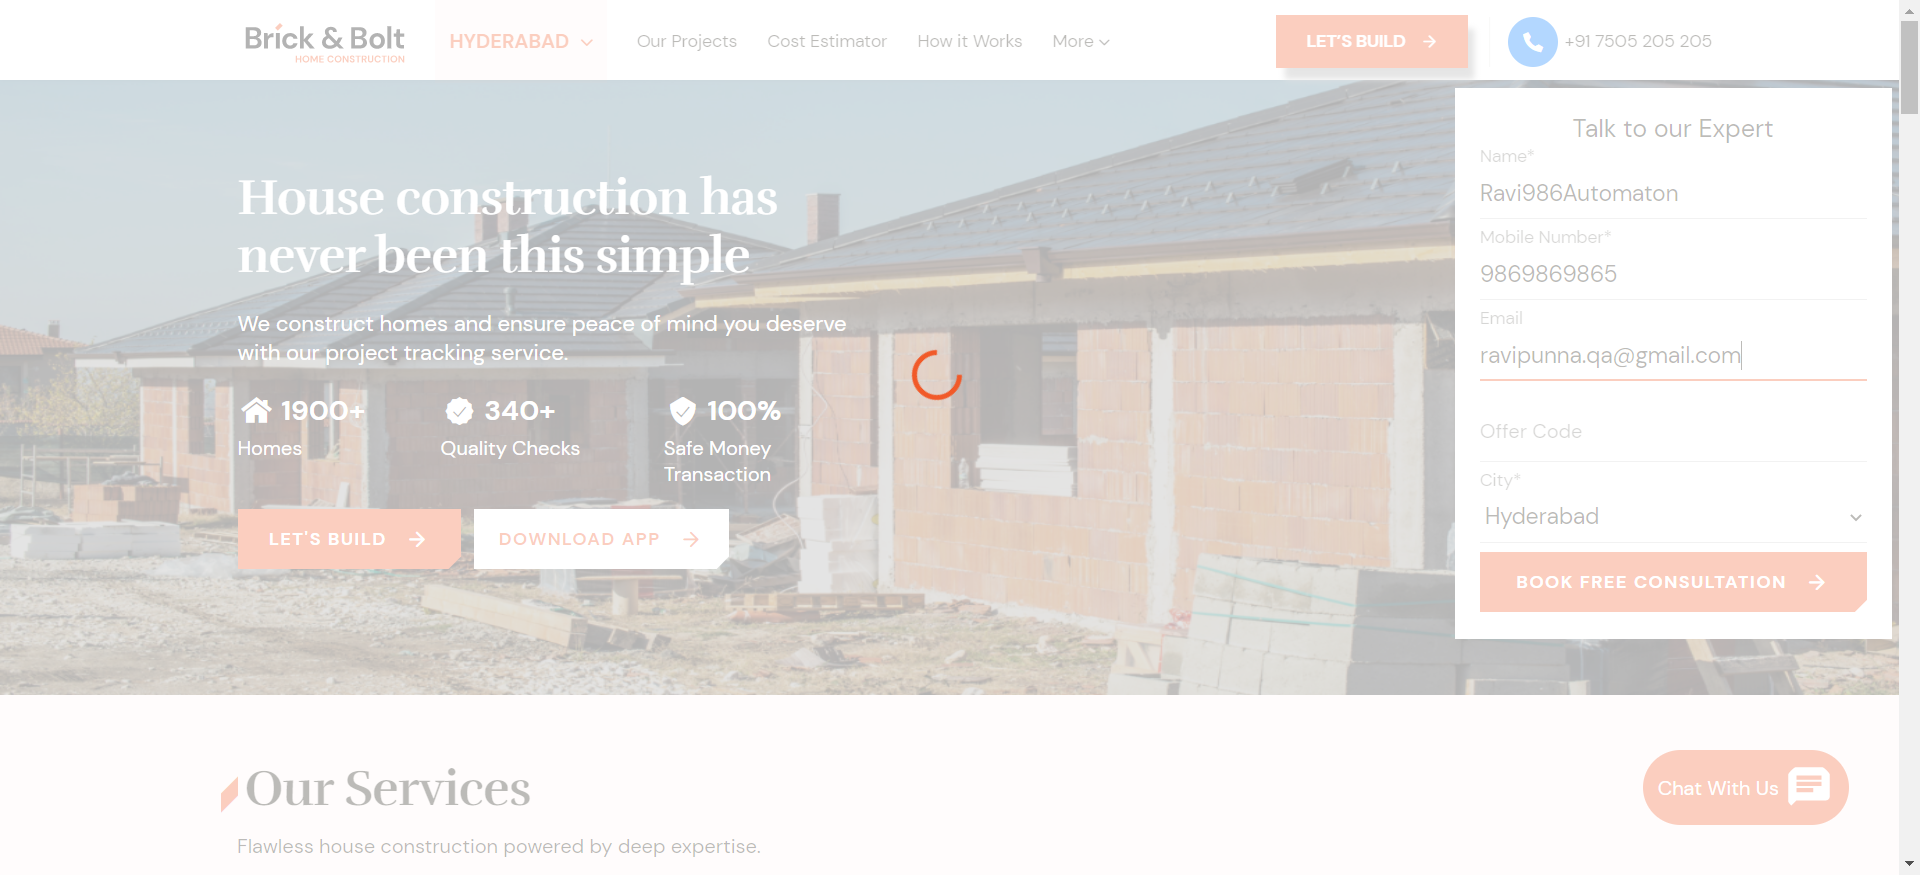 Brick & Bolt
HOME CONSTRUCTION
HYDERABAD
Our Projects
Cost Estimator
How it Works
More
LET'S BUILD
+91 7505 205 205
House construction has
never been this simple
We construct homes and ensure peace of mind you deserve
with our project tracking service.
1900+
Homes
340+
Quality Checks
100%
Safe Money
Transaction
LET'S BUILD
DOWNLOAD APP
Talk to our Expert
Name*
Ravi986Automaton
Mobile Number*
9869869865
Email
ravipunna.qa@gmail.com
Offer Code
City*
Hyderabad
BOOK FREE CONSULTATION
Our Services
Flawless house construction powered by deep expertise.
Chat With Us